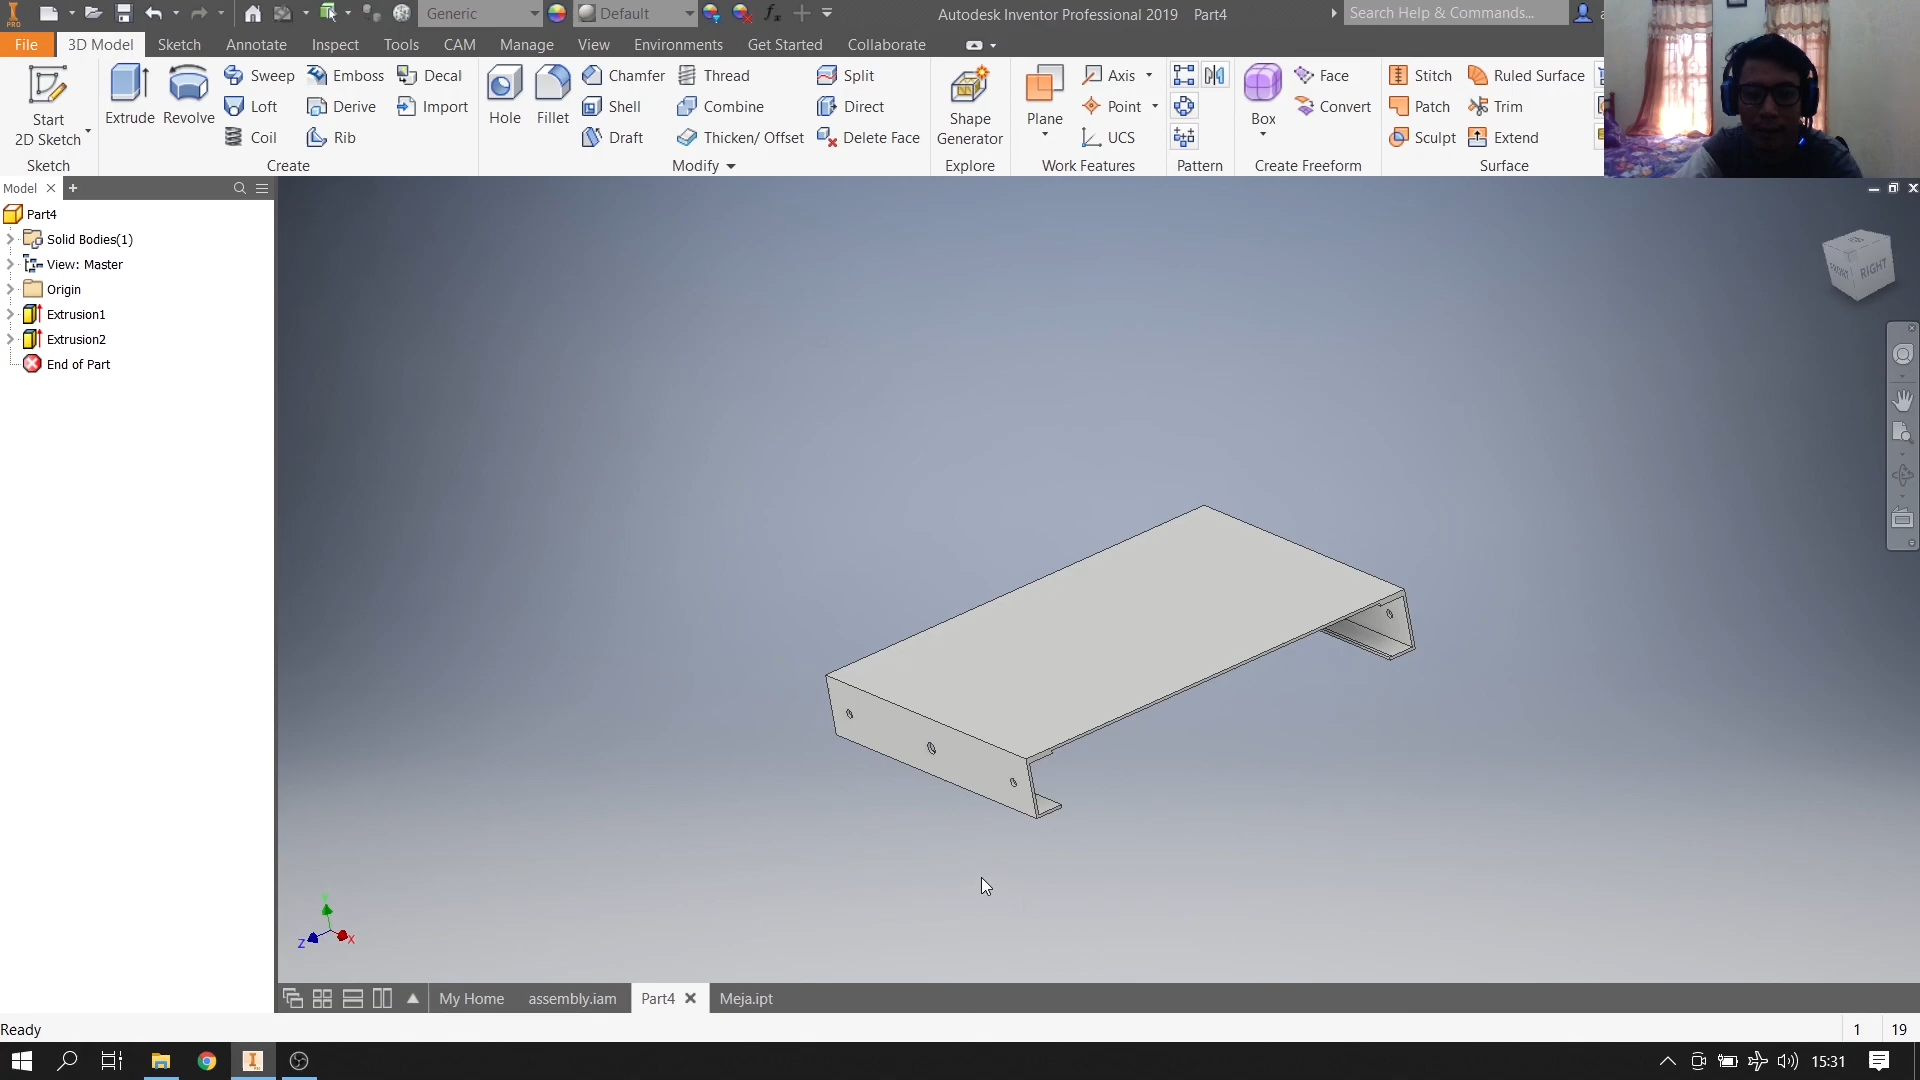 Generic
Default
Autodesk Inventor Professional 2019 Part4
Search Help & Commands...
File 3D Model Sketch Annotate Inspect Tools CAM Manage View Environments Get Started Collaborate
Start
2D Sketch
Sketch
Extrude
Revolve
Sweep
Emboss
Decal
Loft
Derive
Import
Coil
Rib
Create
Hole
Fillet
Chamfer
Thread
Split
Shell
Combine
Direct
Draft
Thicken/ Offset
Delete Face
Modify
Shape
Generator
Explore
Plane
Axis
Point
UCS
Work Features
Pattern
Box
Face
Convert
Create Freeform
Stitch
Ruled Surface
Patch
Trim
Sculpt
Extend
Surface
Model
Part4
Solid Bodies(1)
View: Master
Origin
Extrusion1
Extrusion2
End of Part
RIGHT
Y
Z
X
My Home assembly.iam Part4 Meja.ipt
Ready
1 19
15:31